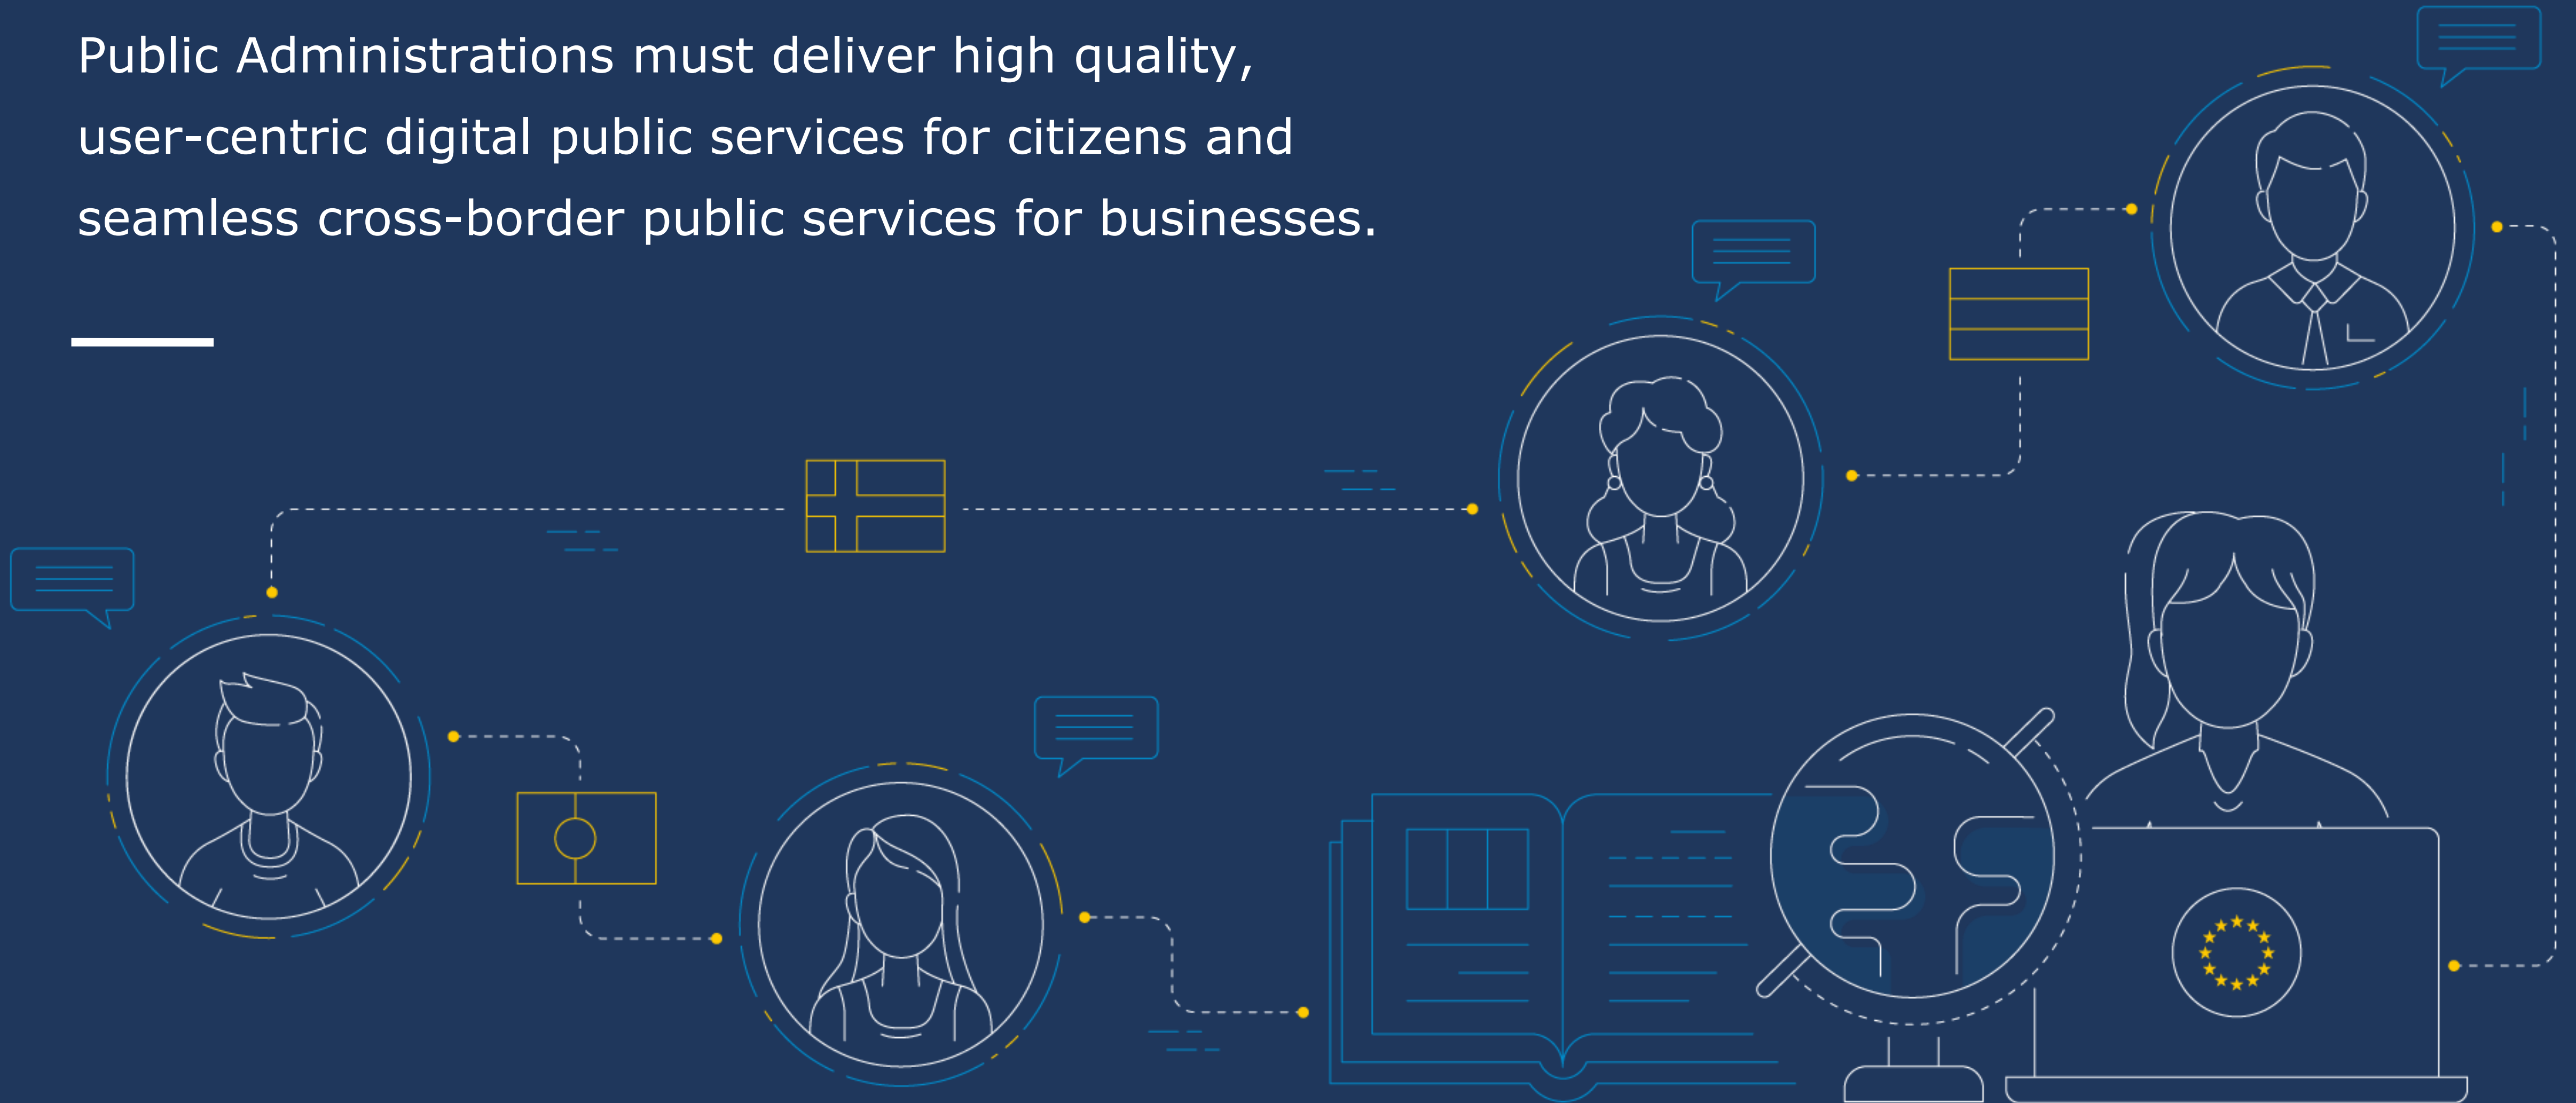 Public Administrations must deliver high quality,
user-centric digital public services for citizens and
seamless cross-border public services for businesses.